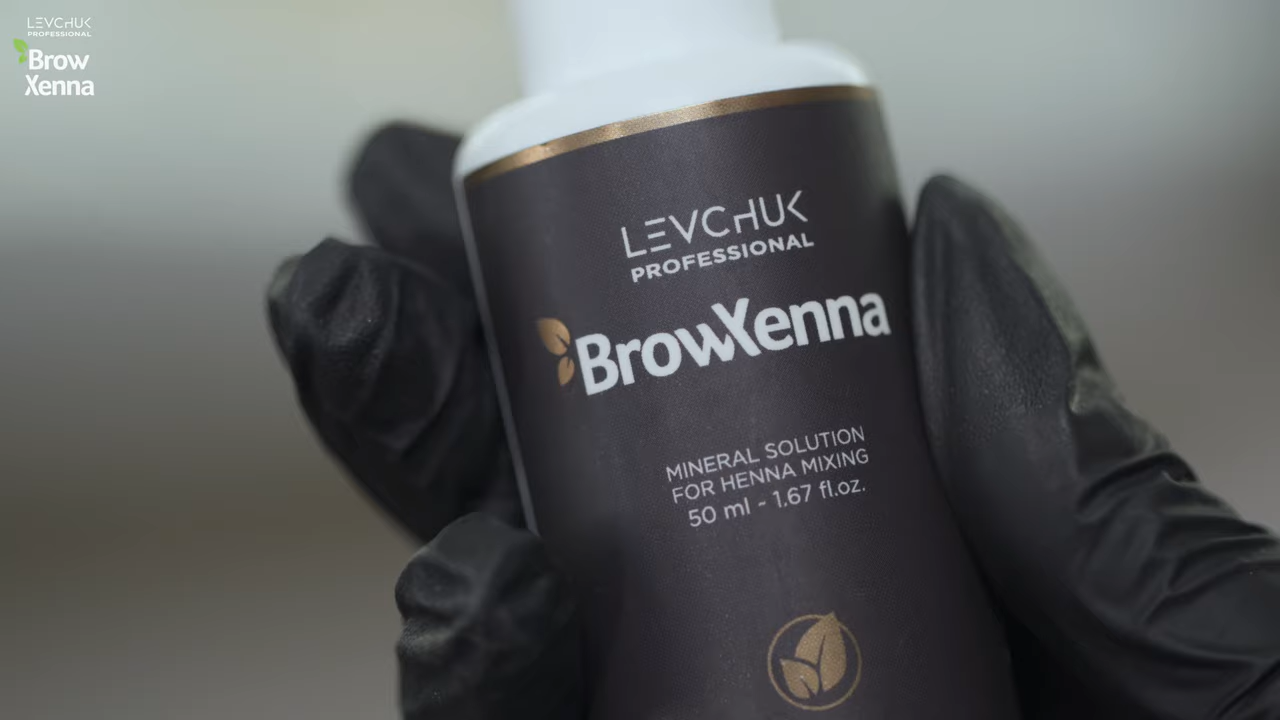 LEVCHUK
PROFESSIONAL
Brow
Xenna
LEVCHUK
PROFESSIONAL
BrowXenna
MINERAL SOLUTION
FOR HENNA MIXING
50 ml - 1.67 fl.oz.